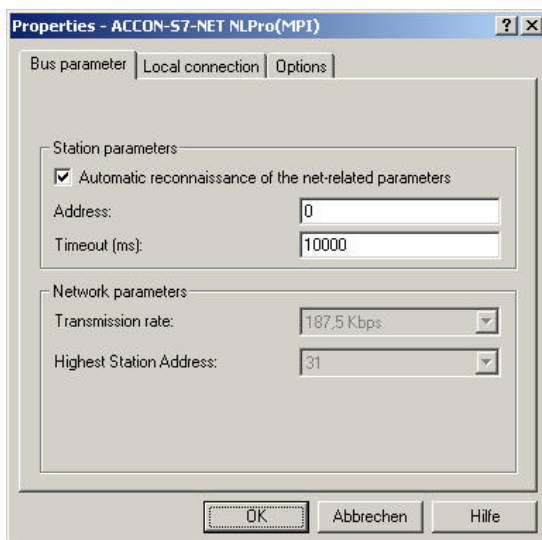 Properties - ACCON-S7-NET NLPro(MPI)
Bus parameter Local connection Options
Station parameters
Automatic reconnaissance of the net-related parameters
Address: 0
Timeout (ms): 10000
Network parameters
Transmission rate: 187,5 Kbps
Highest Station Address: 31
OK Abbrechen Hilfe